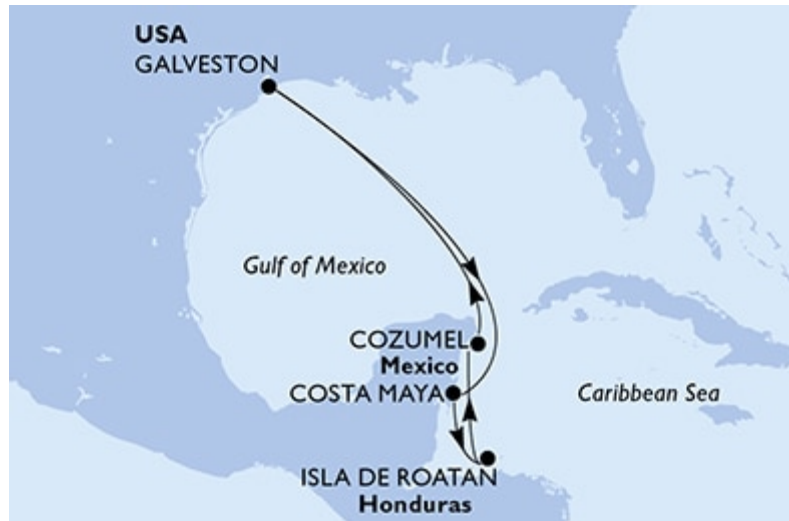 USA
GALVESTON
Gulf of Mexico
COZUMEL
Mexico
COSTA MAYA
Caribbean Sea
ISLA DE ROATAN
Honduras